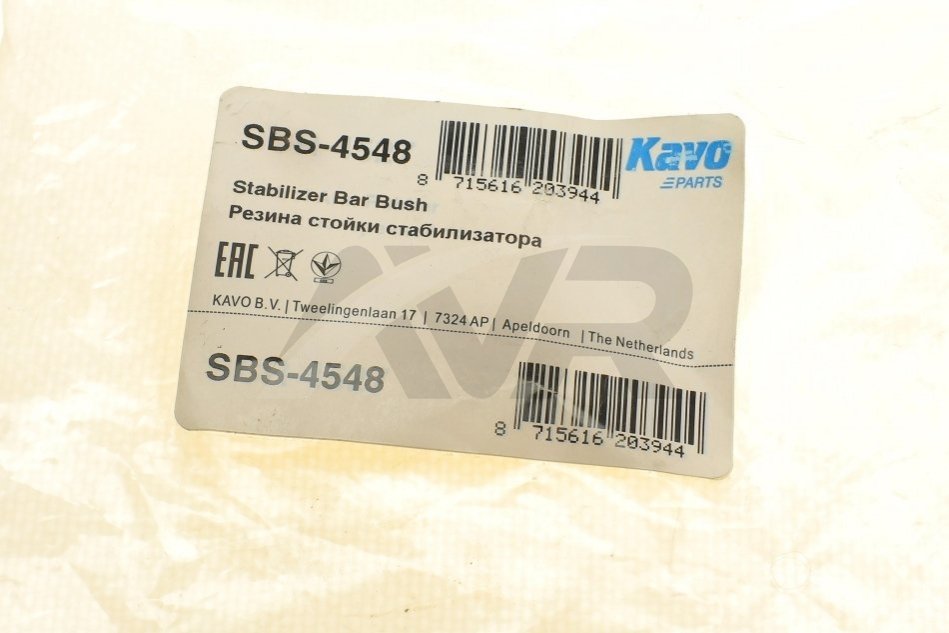 SBS-4548
8 715616 203944
Kavo
PARTS
Stabilizer Bar Bush
Резина стойки стабилизатора
EAC
KAVO B.V. | Tweelingenlaan 17 | 7324 AP | Apeldoorn | The Netherlands
AVR
SBS-4548
8 715616 203944